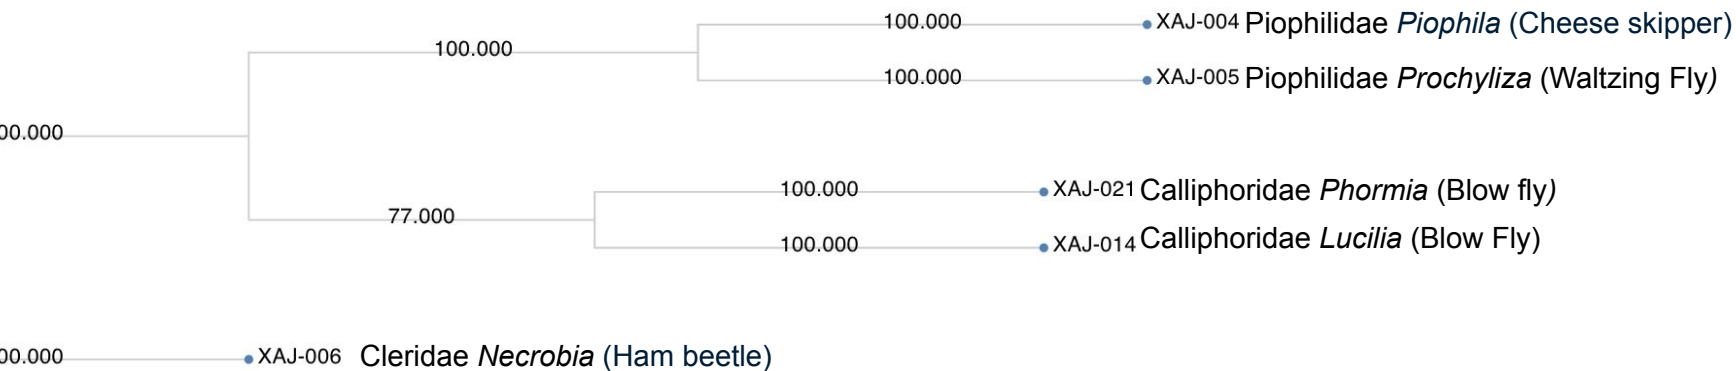 100.000 XAJ-004 Piophilidae Piophila (Cheese skipper)
100.000
100.000 XAJ-005 Piophilidae Prochyliza (Waltzing Fly)
00.000
100.000 XAJ-021 Calliphoridae Phormia (Blow fly)
77.000
100.000 XAJ-014 Calliphoridae Lucilia (Blow Fly)
00.000 XAJ-006 Cleridae Necrobia (Ham beetle)